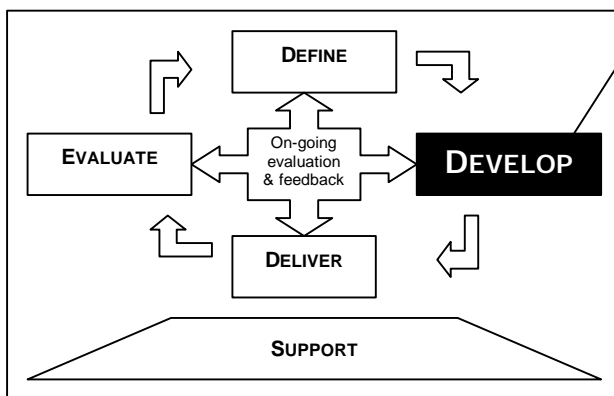 DEFINE
EVALUATE
On-going
evaluation
& feedback
DEVELOP
DELIVER
SUPPORT